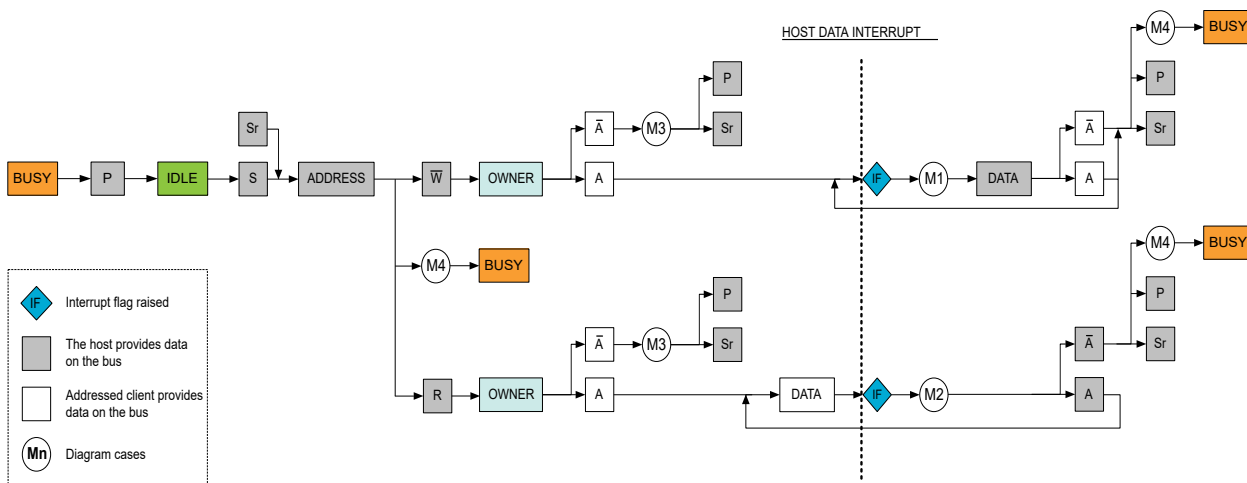 M4
BUSY
HOST DATA INTERRUPT
P
P
Sr
A̅
M3
Sr
A̅
Sr
BUSY
P
IDLE
S
ADDRESS
W̅
OWNER
A
IF
M1
DATA
A
M4
BUSY
M4
BUSY
P
P
IF
Interrupt flag raised
The host provides data
on the bus
A̅
M3
Sr
A̅
Sr
R
OWNER
A
DATA
IF
M2
A
Addressed client provides
data on the bus
Mn
Diagram cases